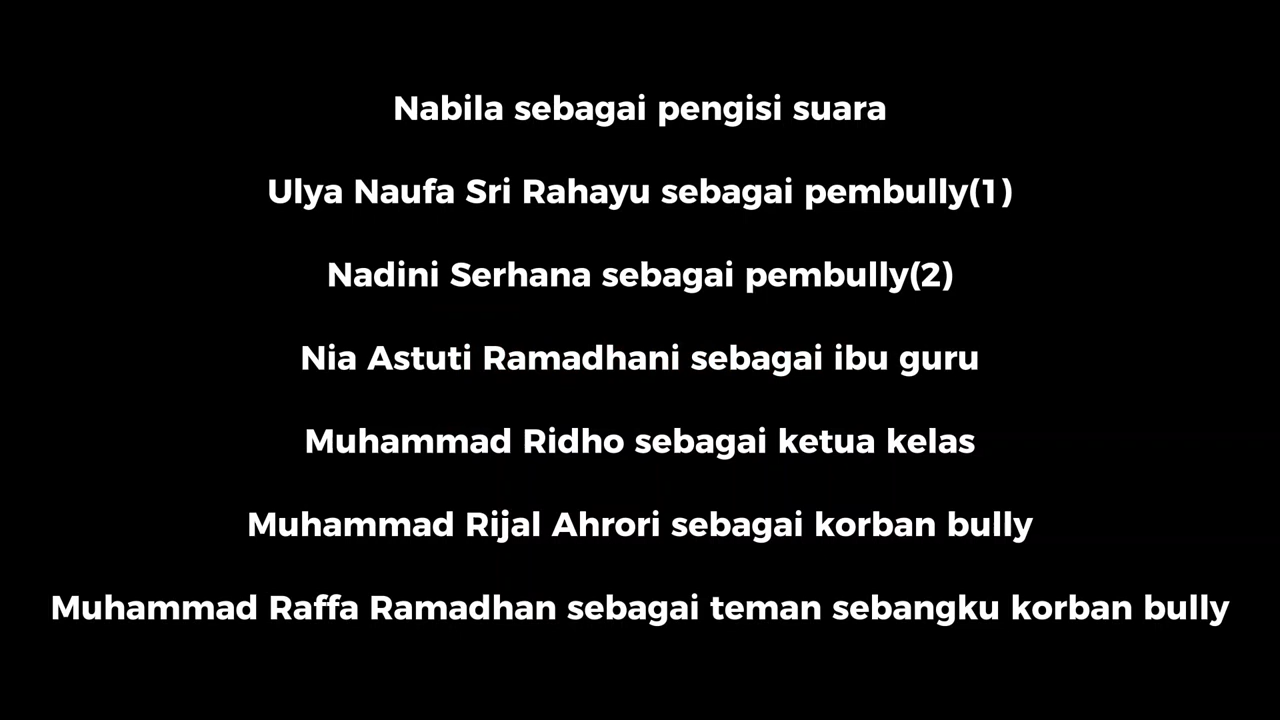 Nabila sebagai pengisi suara
Ulya Naufa Sri Rahayu sebagai pembully(1)
Nadini Serhana sebagai pembully(2)
Nia Astuti Ramadhani sebagai ibu guru
Muhammad Ridho sebagai ketua kelas
Muhammad Rijal Ahrori sebagai korban bully
Muhammad Raffa Ramadhan sebagai teman sebangku korban bully